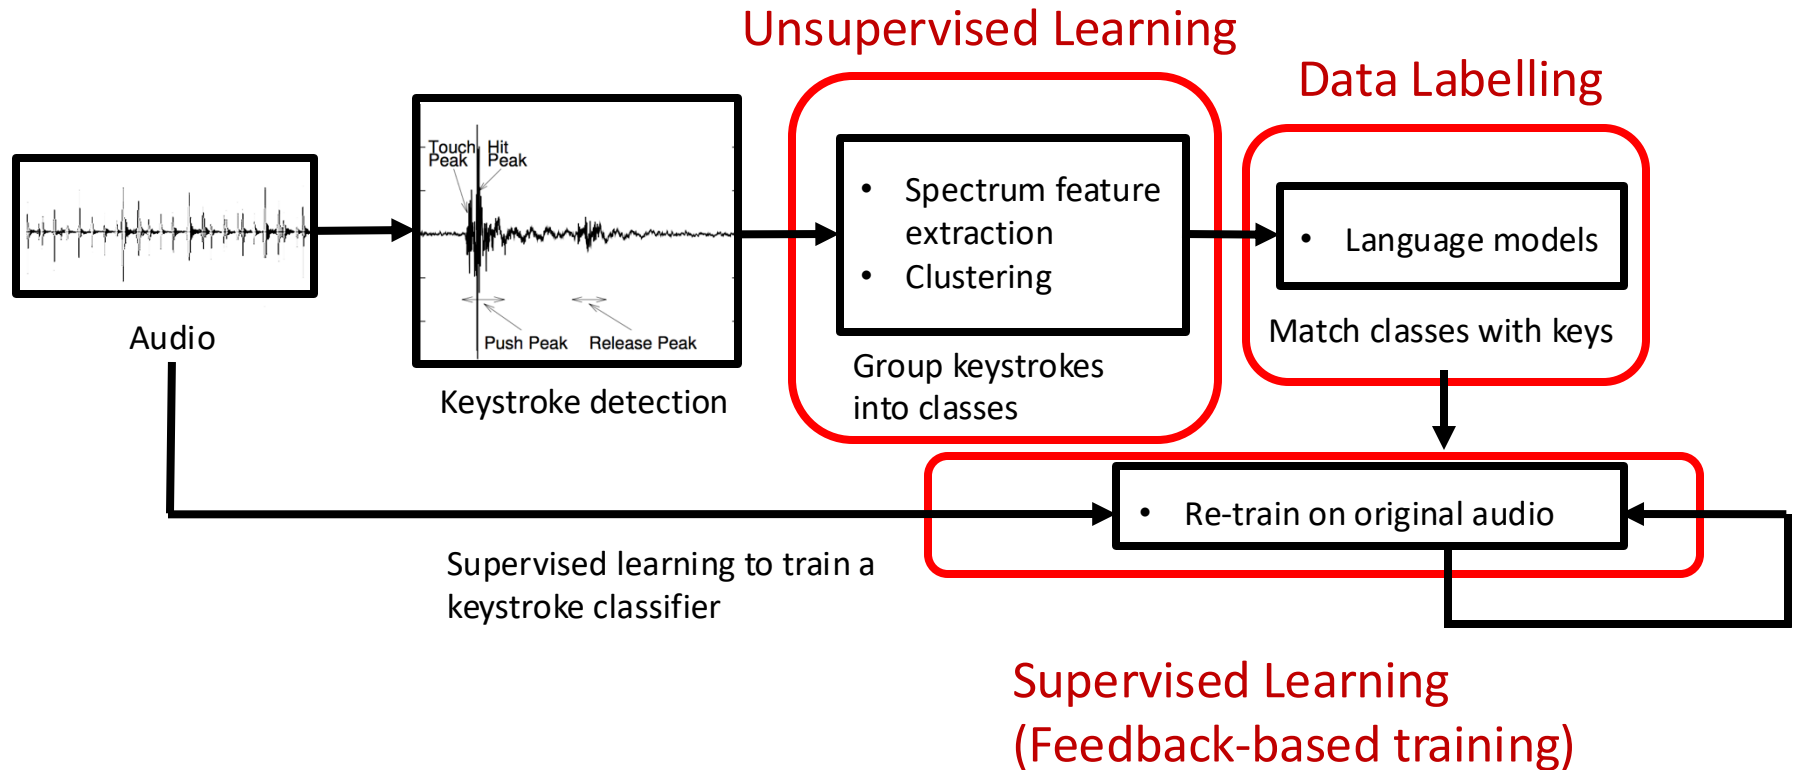 Unsupervised Learning
Data Labelling
Touch Hit
Peak Peak
Push Peak Release Peak
• Spectrum feature
extraction
• Clustering
• Language models
Audio
Keystroke detection
Group keystrokes
into classes
Match classes with keys
• Re-train on original audio
Supervised learning to train a
keystroke classifier
Supervised Learning
(Feedback-based training)